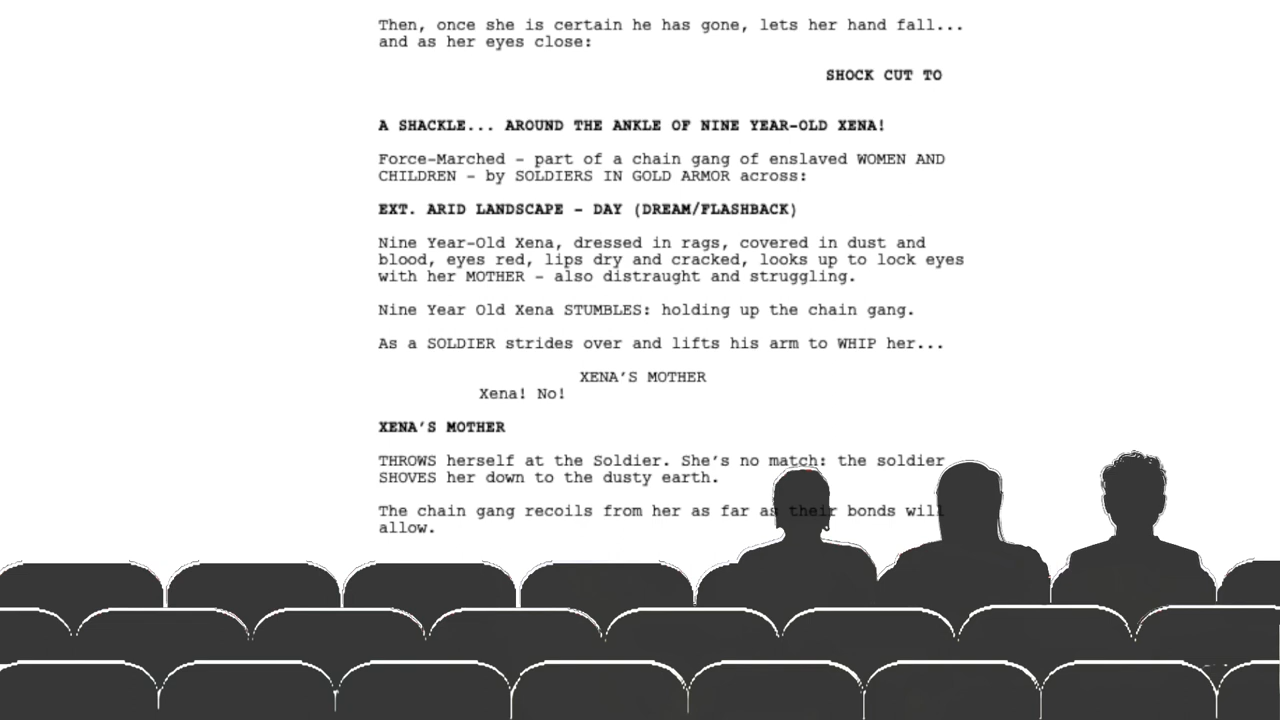 Then, once she is certain he has gone, lets her hand fall...
and as her eyes close:
SHOCK CUT TO
A SHACKLE... AROUND THE ANKLE OF NINE YEAR-OLD XENA!
Force-Marched - part of a chain gang of enslaved WOMEN AND
CHILDREN - by SOLDIERS IN GOLD ARMOR across:
EXT. ARID LANDSCAPE - DAY (DREAM/FLASHBACK)
Nine Year-Old Xena, dressed in rags, covered in dust and
blood, eyes red, lips dry and cracked, looks up to lock eyes
with her MOTHER - also distraught and struggling.
Nine Year Old Xena STUMBLES: holding up the chain gang.
As a SOLDIER strides over and lifts his arm to WHIP her...
XENA'S MOTHER
Xena! No!
XENA'S MOTHER
THROWS herself at the Soldier. She's no match: the soldier
SHOVES her down to the dusty earth.
The chain gang recoils from her as far as their bonds will
allow.